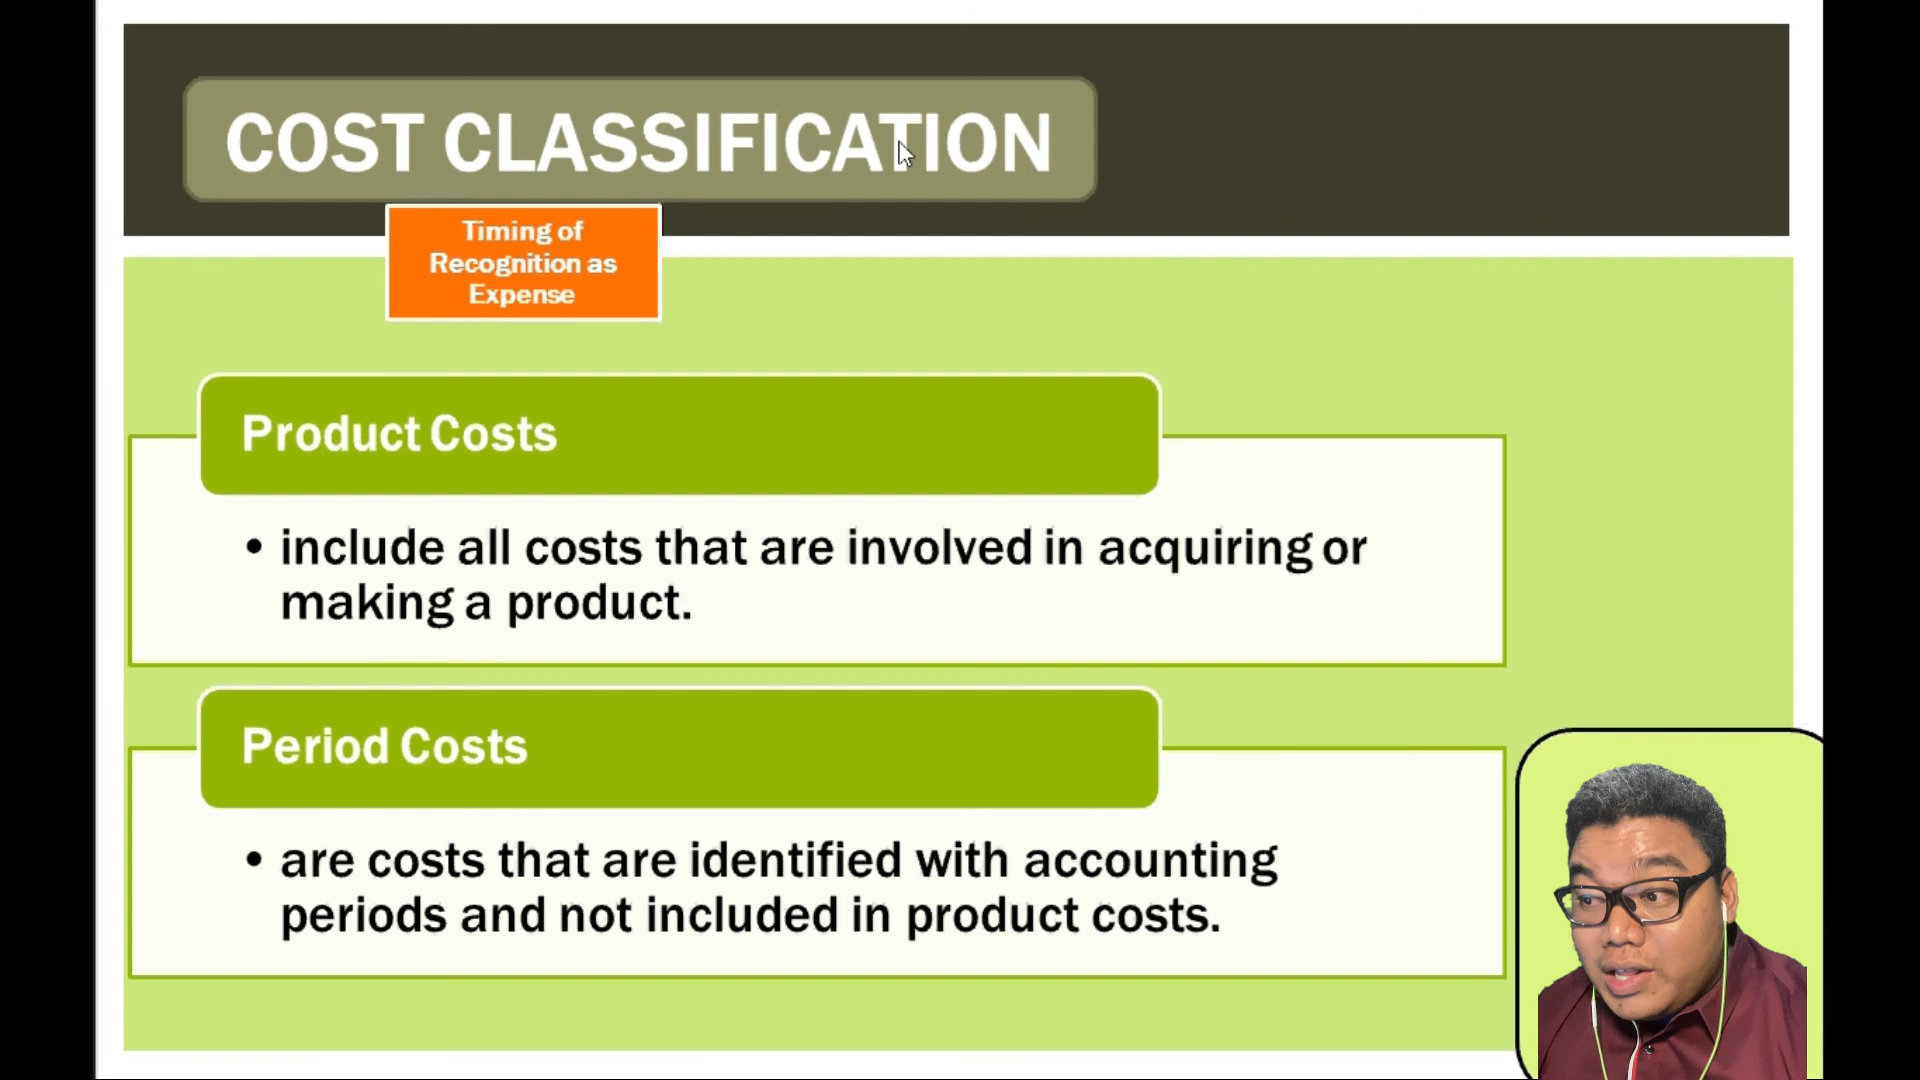 COST CLASSIFICATION
Timing of
Recognition as
Expense
Product Costs
• include all costs that are involved in acquiring or
making a product.
Period Costs
• are costs that are identified with accounting
periods and not included in product costs.